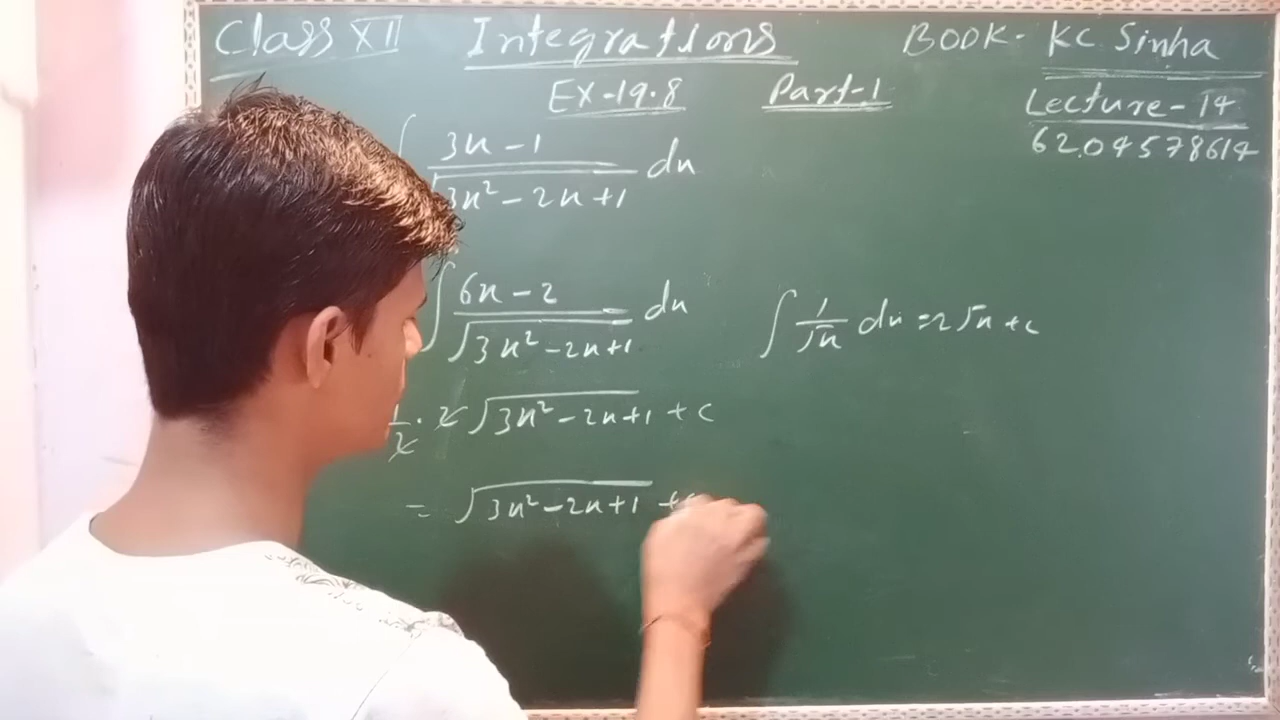 Class XII Integrations BOOK- KC Sinha
EX-19.8 Part-1 Lecture-14
6204578614
∫ 3x-1 / √3x²-2x+1 dx
∫ 6x-2 / √3x²-2x+1 dx ∫ 1/√x dx = 2√x + c
1/2 · 2 √3x²-2x+1 + c
= √3x²-2x+1 + c